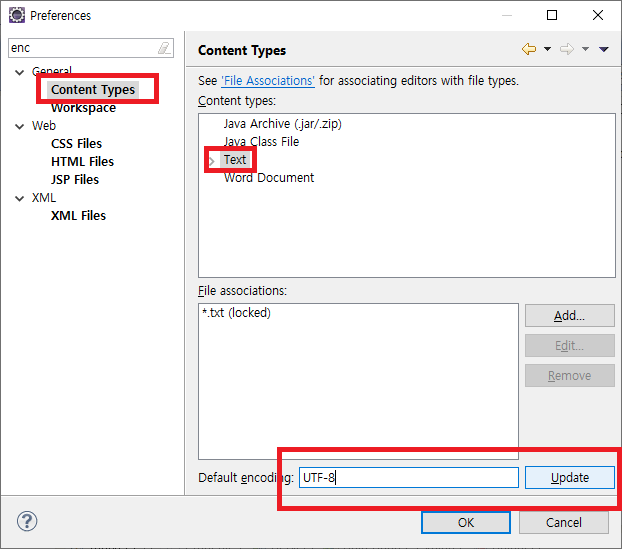 Preferences
enc
Content Types
General
See 'File Associations' for associating editors with file types.
Content Types
Content types:
Workspace
Java Archive (.jar/.zip)
Web
Java Class File
CSS Files
Text
HTML Files
Word Document
JSP Files
XML
XML Files
File associations:
*.txt (locked)
Add...
Edit...
Remove
Default encoding:
UTF-8
Update
OK
Cancel